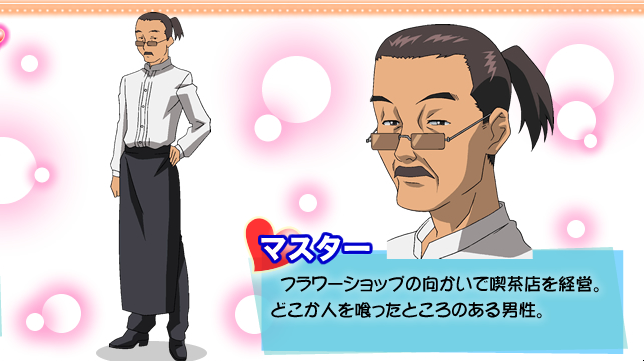 マスター
フラワーショップの向かいで喫茶店を経営。
どこか人を喰ったところのある男性。